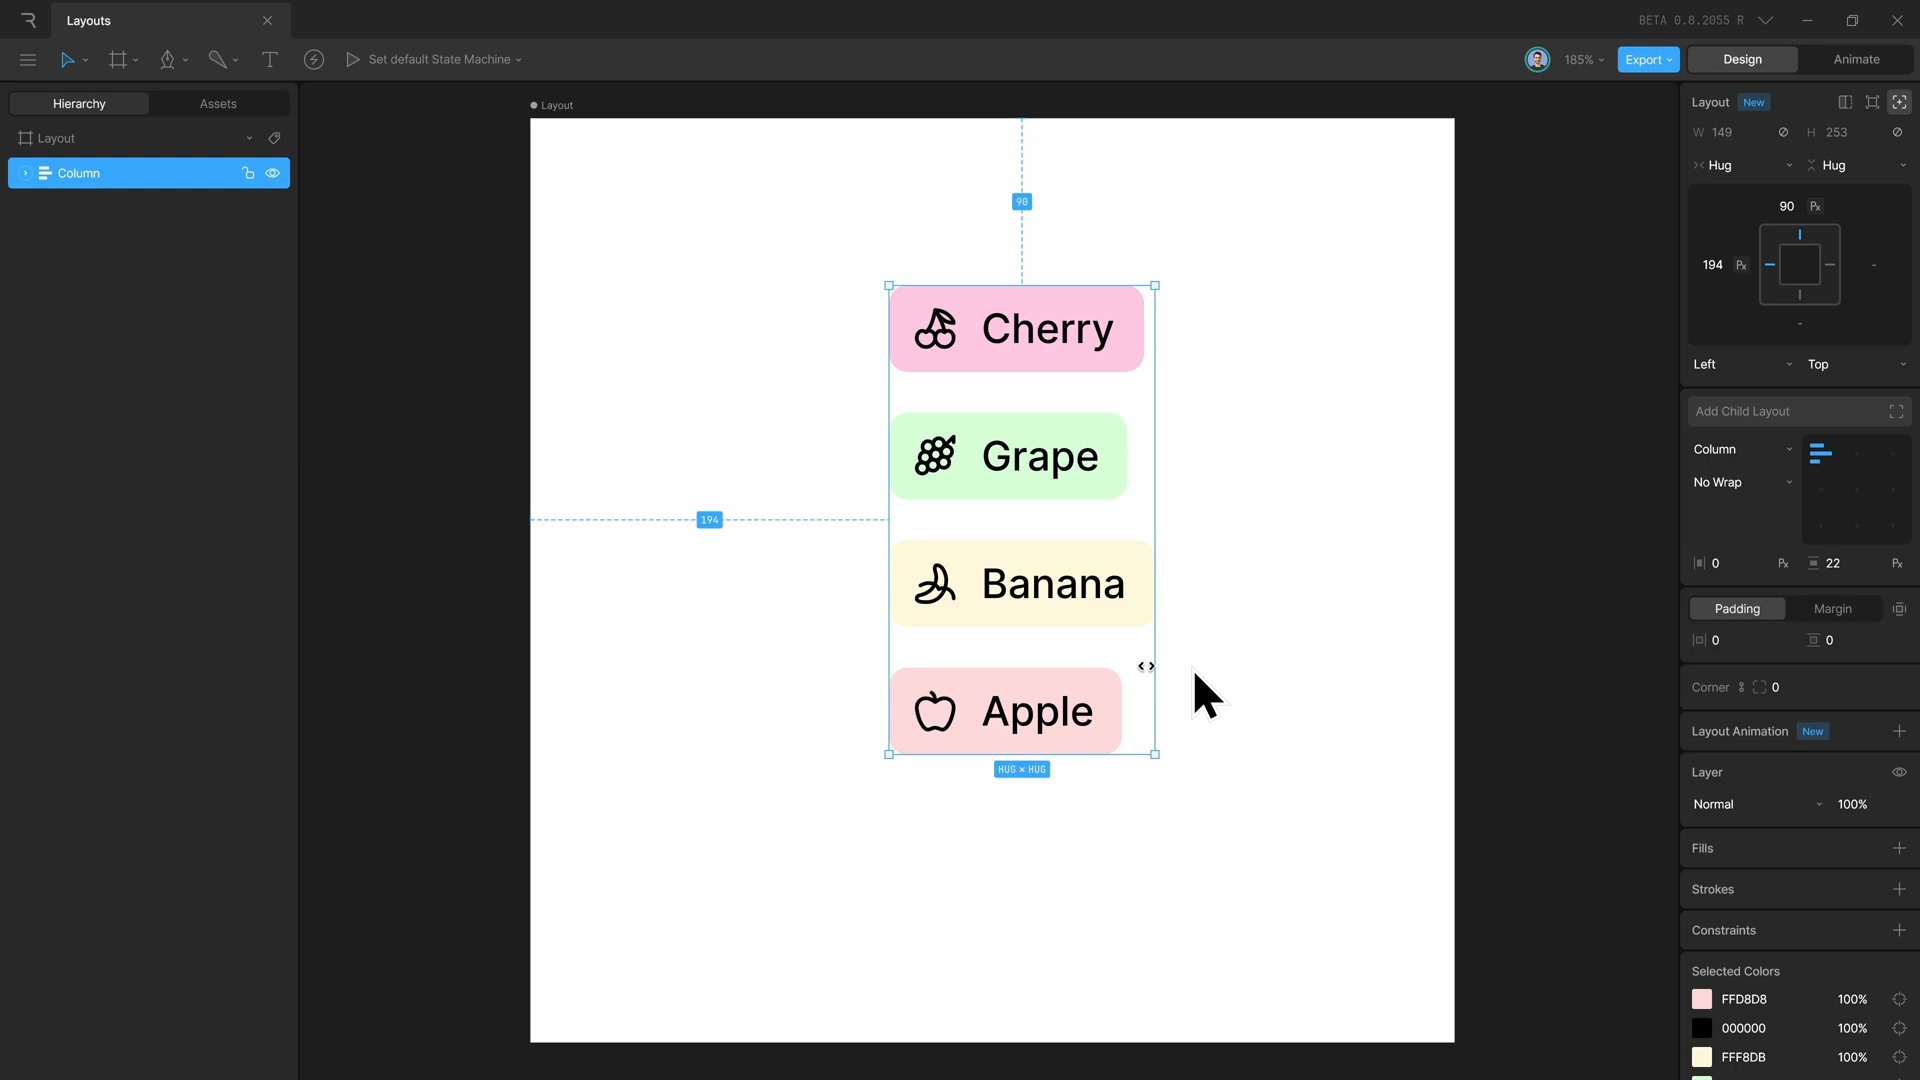 Layouts
BETA 0.8.2055 R
Set default State Machine
185%
Export
Design
Animate
Hierarchy
Assets
Layout
Column
Layout
90
194
Cherry
Grape
Banana
Apple
HUG × HUG
Layout New
W 149
H 253
Hug
Hug
90 Px
194 Px
-
-
Left
Top
Add Child Layout
Column
No Wrap
0 Px
22 Px
Padding
Margin
0
0
Corner
0
Layout Animation New
Layer
Normal
100%
Fills
Strokes
Constraints
Selected Colors
FFD8D8 100%
000000 100%
FFF8DB 100%